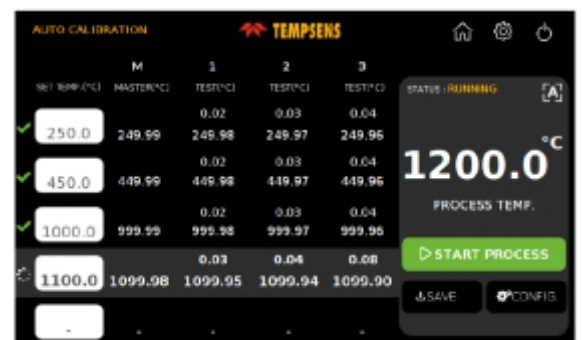 AUTO CALIBRATION
TEMPSENS
M 1 2 3
SET TEMP.(°C) MASTER(°C) TEST(°C) TEST(°C) TEST(°C)
0.02 0.03 0.04
250.0 249.99 249.98 249.97 249.96
0.02 0.03 0.04
450.0 449.99 449.98 449.97 449.96
0.02 0.03 0.04
1000.0 999.99 999.98 999.97 999.96
0.03 0.04 0.08
1100.0 1099.98 1099.95 1099.94 1099.90
- - - - -
STATUS : RUNNING
[A]
1200.0 °C
PROCESS TEMP.
START PROCESS
SAVE
CONFIG.